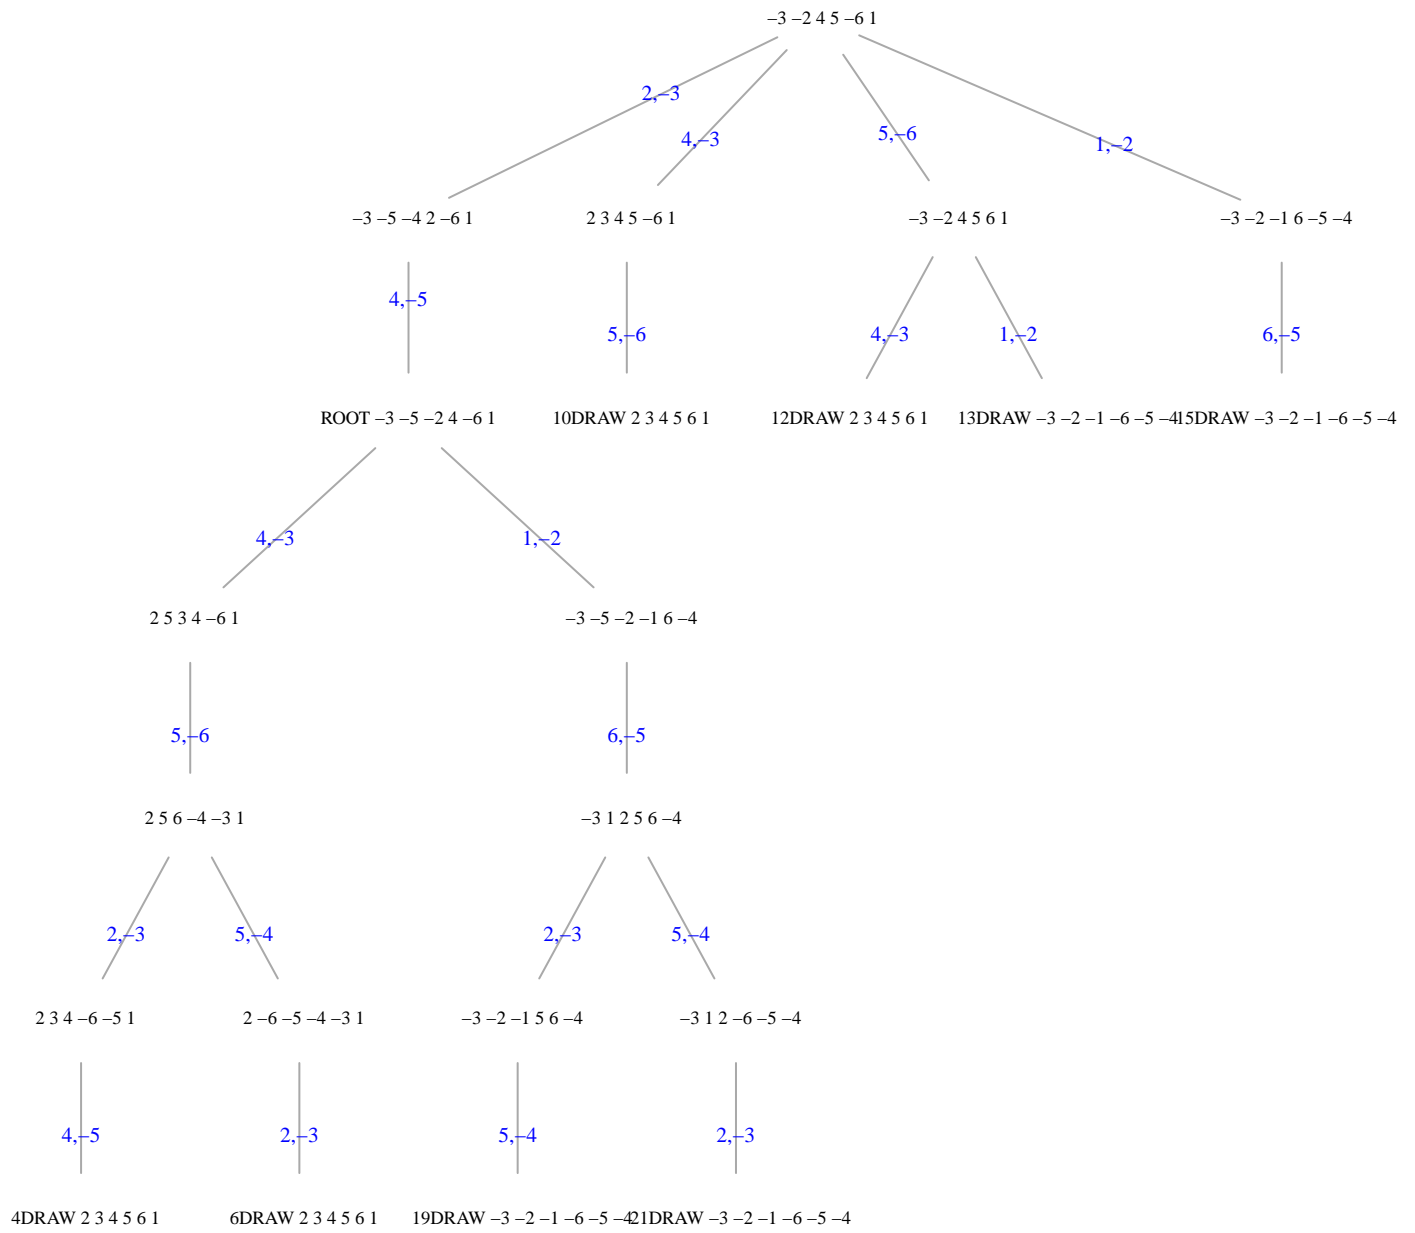 –3 –2 4 5 –6 1
2,–3
4,–3
5,–6
1,–2
–3 –5 –4 2 –6 1
2 3 4 5 –6 1
–3 –2 4 5 6 1
–3 –2 –1 6 –5 –4
4,–5
5,–6
4,–3
1,–2
6,–5
ROOT –3 –5 –2 4 –6 1
10DRAW 2 3 4 5 6 1
12DRAW 2 3 4 5 6 1
13DRAW –3 –2 –1 –6 –5 –4
15DRAW –3 –2 –1 –6 –5 –4
4,–3
1,–2
2 5 3 4 –6 1
–3 –5 –2 –1 6 –4
5,–6
6,–5
2 5 6 –4 –3 1
–3 1 2 5 6 –4
2,–3
5,–4
2,–3
5,–4
2 3 4 –6 –5 1
2 –6 –5 –4 –3 1
–3 –2 –1 5 6 –4
–3 1 2 –6 –5 –4
4,–5
2,–3
5,–4
2,–3
4DRAW 2 3 4 5 6 1
6DRAW 2 3 4 5 6 1
19DRAW –3 –2 –1 –6 –5 –4
21DRAW –3 –2 –1 –6 –5 –4